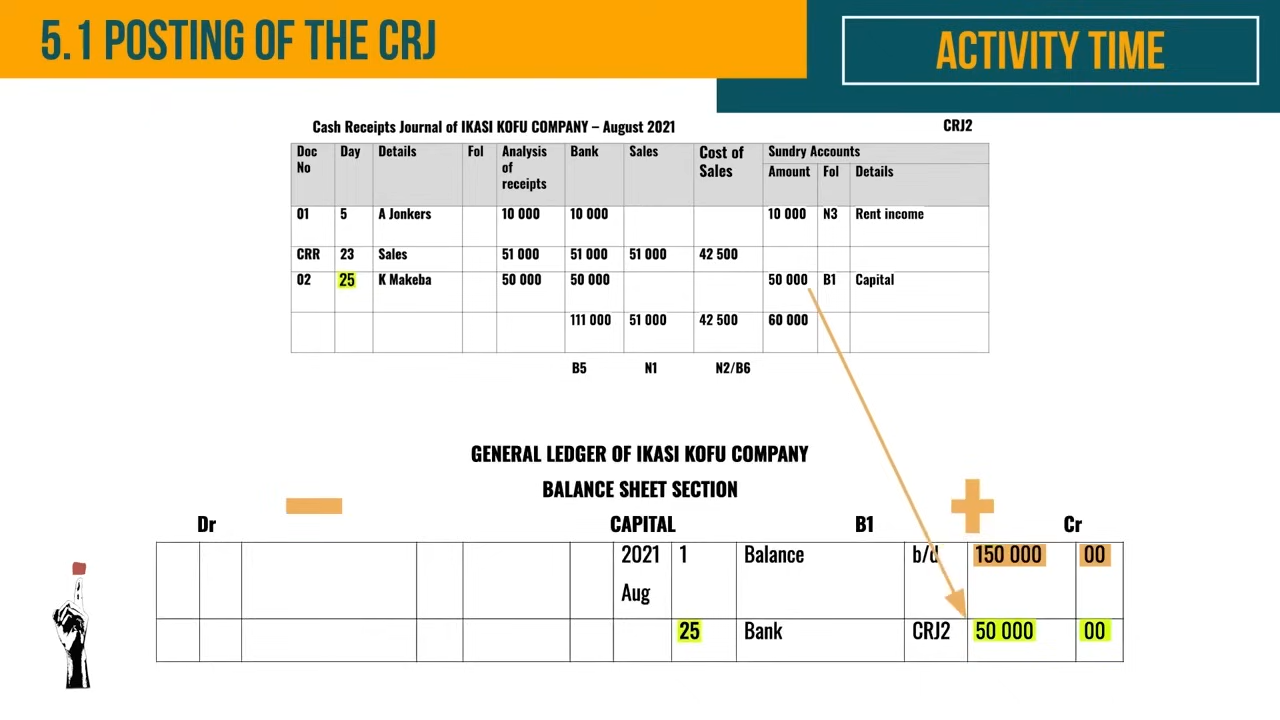 5.1 POSTING OF THE CRJ
ACTIVITY TIME
Cash Receipts Journal of IKASI KOFU COMPANY – August 2021 CRJ2
Doc No Day Details Fol Analysis of receipts Bank Sales Cost of Sales Sundry Accounts
Amount Fol Details
01 5 A Jonkers 10 000 10 000 10 000 N3 Rent income
CRR 23 Sales 51 000 51 000 51 000 42 500
02 25 K Makeba 50 000 50 000 50 000 B1 Capital
111 000 51 000 42 500 60 000
B5 N1 N2/B6
GENERAL LEDGER OF IKASI KOFU COMPANY
BALANCE SHEET SECTION
Dr CAPITAL B1 Cr
2021 1 Balance b/d 150 000 00
Aug
25 Bank CRJ2 50 000 00